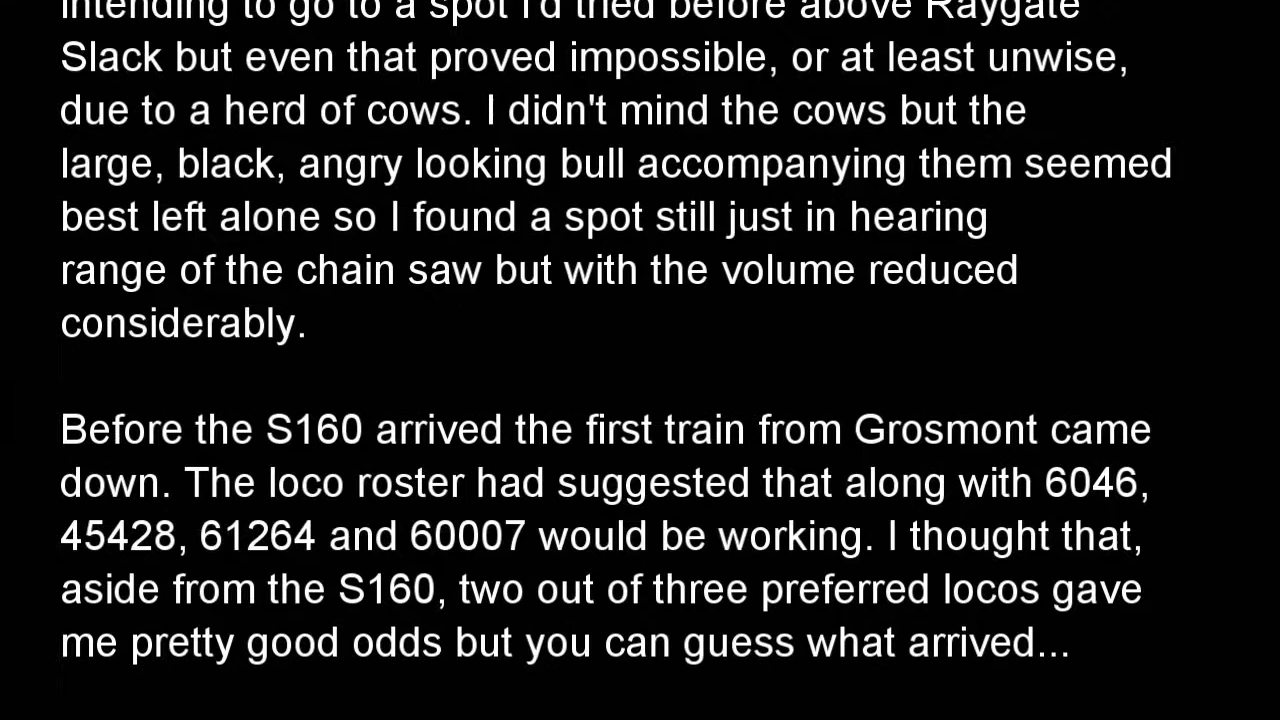 intending to go to a spot I'd tried before above Raygate
Slack but even that proved impossible, or at least unwise,
due to a herd of cows. I didn't mind the cows but the
large, black, angry looking bull accompanying them seemed
best left alone so I found a spot still just in hearing
range of the chain saw but with the volume reduced
considerably.
Before the S160 arrived the first train from Grosmont came
down. The loco roster had suggested that along with 6046,
45428, 61264 and 60007 would be working. I thought that,
aside from the S160, two out of three preferred locos gave
me pretty good odds but you can guess what arrived...